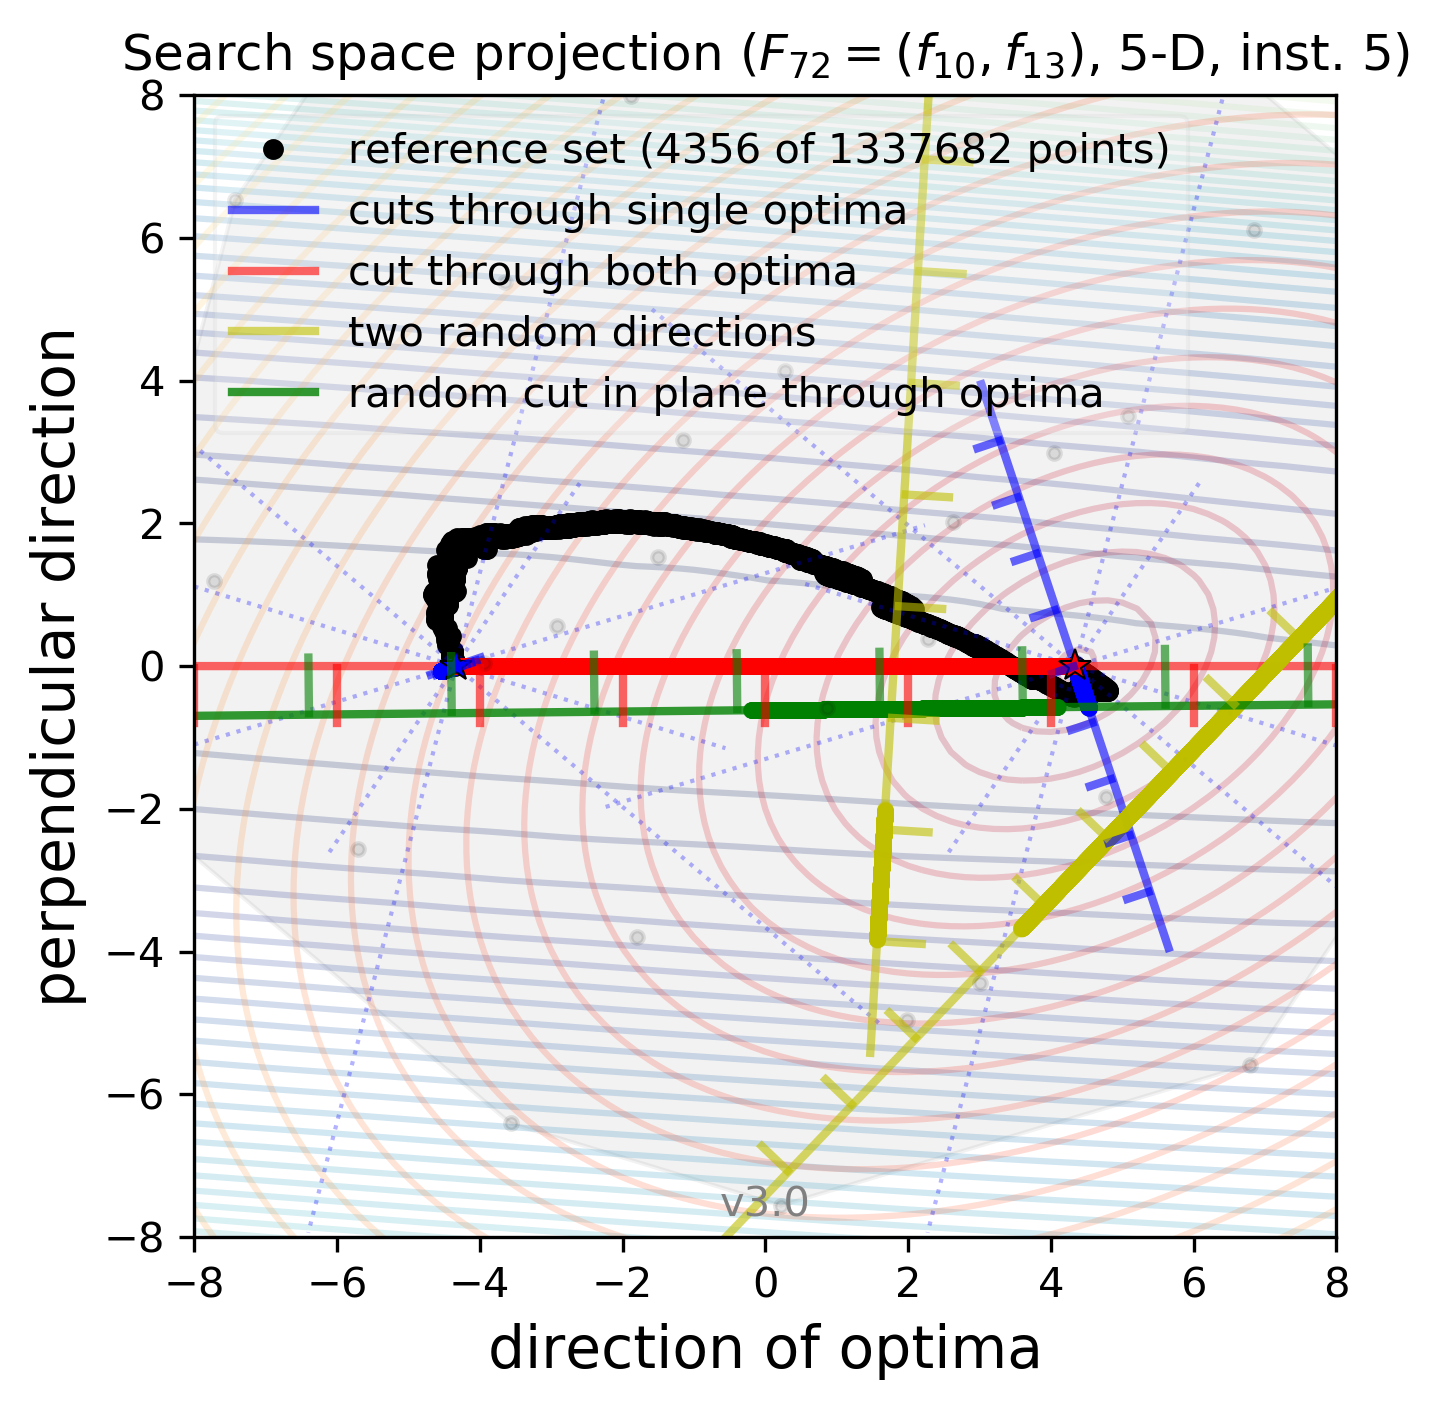 Search space projection (F₇₂ = (f₁₀, f₁₃), 5-D, inst. 5)
reference set (4356 of 1337682 points)
cuts through single optima
cut through both optima
two random directions
random cut in plane through optima
perpendicular direction
8
6
4
2
0
−2
−4
−6
−8
v3.0
−8 −6 −4 −2 0 2 4 6 8
direction of optima